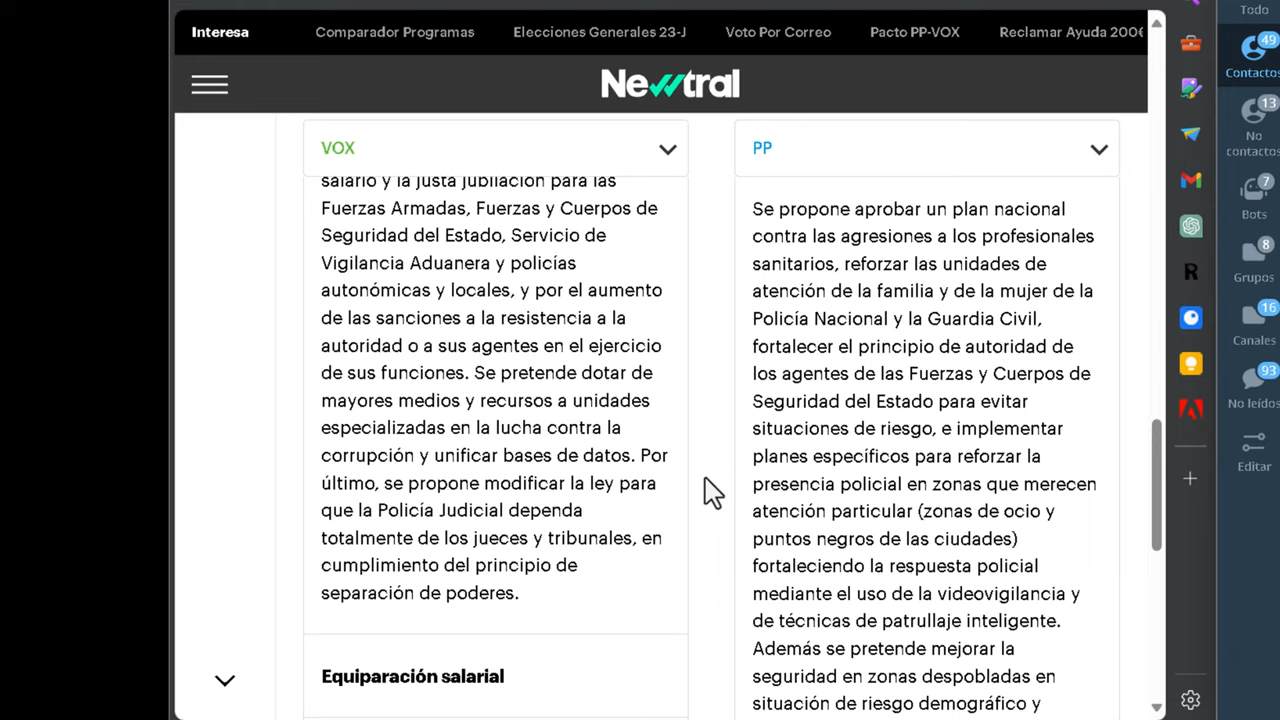 Todo
Interesa
Comparador Programas
Elecciones Generales 23-J
Voto Por Correo
Pacto PP-VOX
Reclamar Ayuda 200€
Newtral
VOX
salario y la justa jubilación para las
Fuerzas Armadas, Fuerzas y Cuerpos de
Seguridad del Estado, Servicio de
Vigilancia Aduanera y policías
autonómicas y locales, y por el aumento
de las sanciones a la resistencia a la
autoridad o a sus agentes en el ejercicio
de sus funciones. Se pretende dotar de
mayores medios y recursos a unidades
especializadas en la lucha contra la
corrupción y unificar bases de datos. Por
último, se propone modificar la ley para
que la Policía Judicial dependa
totalmente de los jueces y tribunales, en
cumplimiento del principio de
separación de poderes.
Equiparación salarial
PP
Se propone aprobar un plan nacional
contra las agresiones a los profesionales
sanitarios, reforzar las unidades de
atención de la familia y de la mujer de la
Policía Nacional y la Guardia Civil,
fortalecer el principio de autoridad de
los agentes de las Fuerzas y Cuerpos de
Seguridad del Estado para evitar
situaciones de riesgo, e implementar
planes específicos para reforzar la
presencia policial en zonas que merecen
atención particular (zonas de ocio y
puntos negros de las ciudades)
fortaleciendo la respuesta policial
mediante el uso de la videovigilancia y
de técnicas de patrullaje inteligente.
Además se pretende mejorar la
seguridad en zonas despobladas en
situación de riesgo demográfico y
R
49
Contactos
13
No
contactos
7
Bots
8
Grupos
16
Canales
93
No leídos
Editar